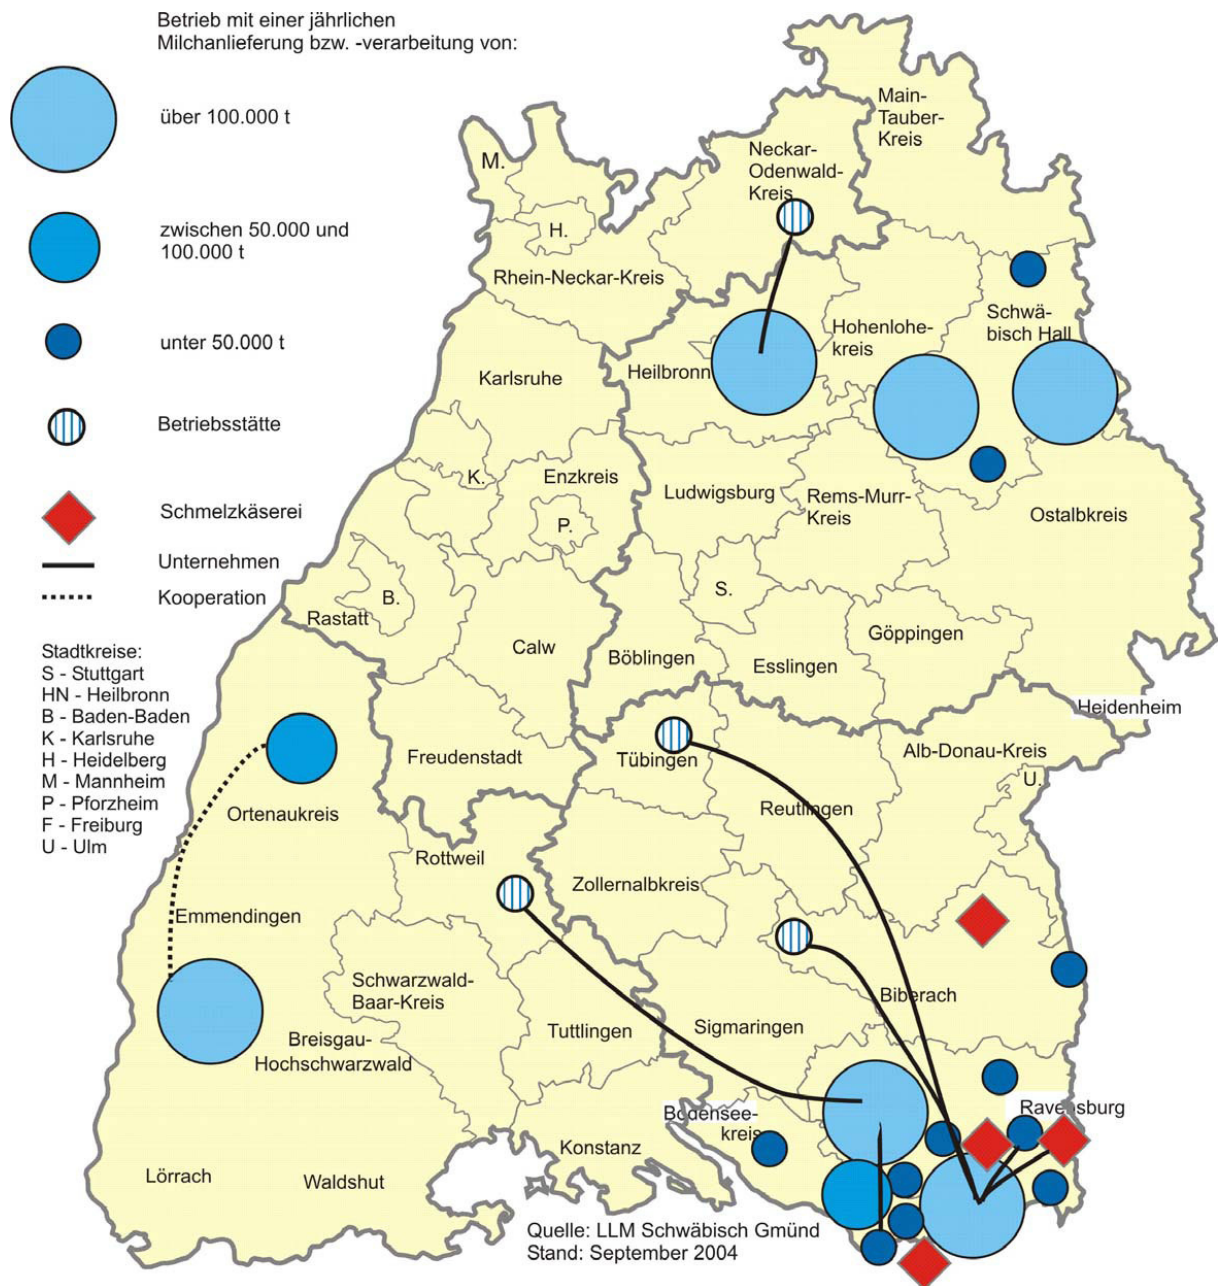 Betrieb mit einer jährlichen
Milchanlieferung bzw. -verarbeitung von:
über 100.000 t
zwischen 50.000 und
100.000 t
unter 50.000 t
Betriebsstätte
Schmelzkäserei
Unternehmen
Kooperation
Stadtkreise:
S - Stuttgart
HN - Heilbronn
B - Baden-Baden
K - Karlsruhe
H - Heidelberg
M - Mannheim
P - Pforzheim
F - Freiburg
U - Ulm
Main-
Tauber-
Kreis
Neckar-
Odenwald-
Kreis
M.
H.
Rhein-Neckar-Kreis
Schwä-
bisch Hall
Hohenlohe-
kreis
Heilbronn
Karlsruhe
K.
Enzkreis
P.
Ludwigsburg
Rems-Murr-
Kreis
Ostalbkreis
B.
Rastatt
Calw
S.
Böblingen
Esslingen
Göppingen
Heidenheim
Freudenstadt
Tübingen
Alb-Donau-Kreis
U.
Reutlingen
Ortenaukreis
Rottweil
Zollernalbkreis
Emmendingen
Schwarzwald-
Baar-Kreis
Biberach
Sigmaringen
Tuttlingen
Breisgau-
Hochschwarzwald
Bodensee-
kreis
Ravensburg
Konstanz
Lörrach
Waldshut
Quelle: LLM Schwäbisch Gmünd
Stand: September 2004